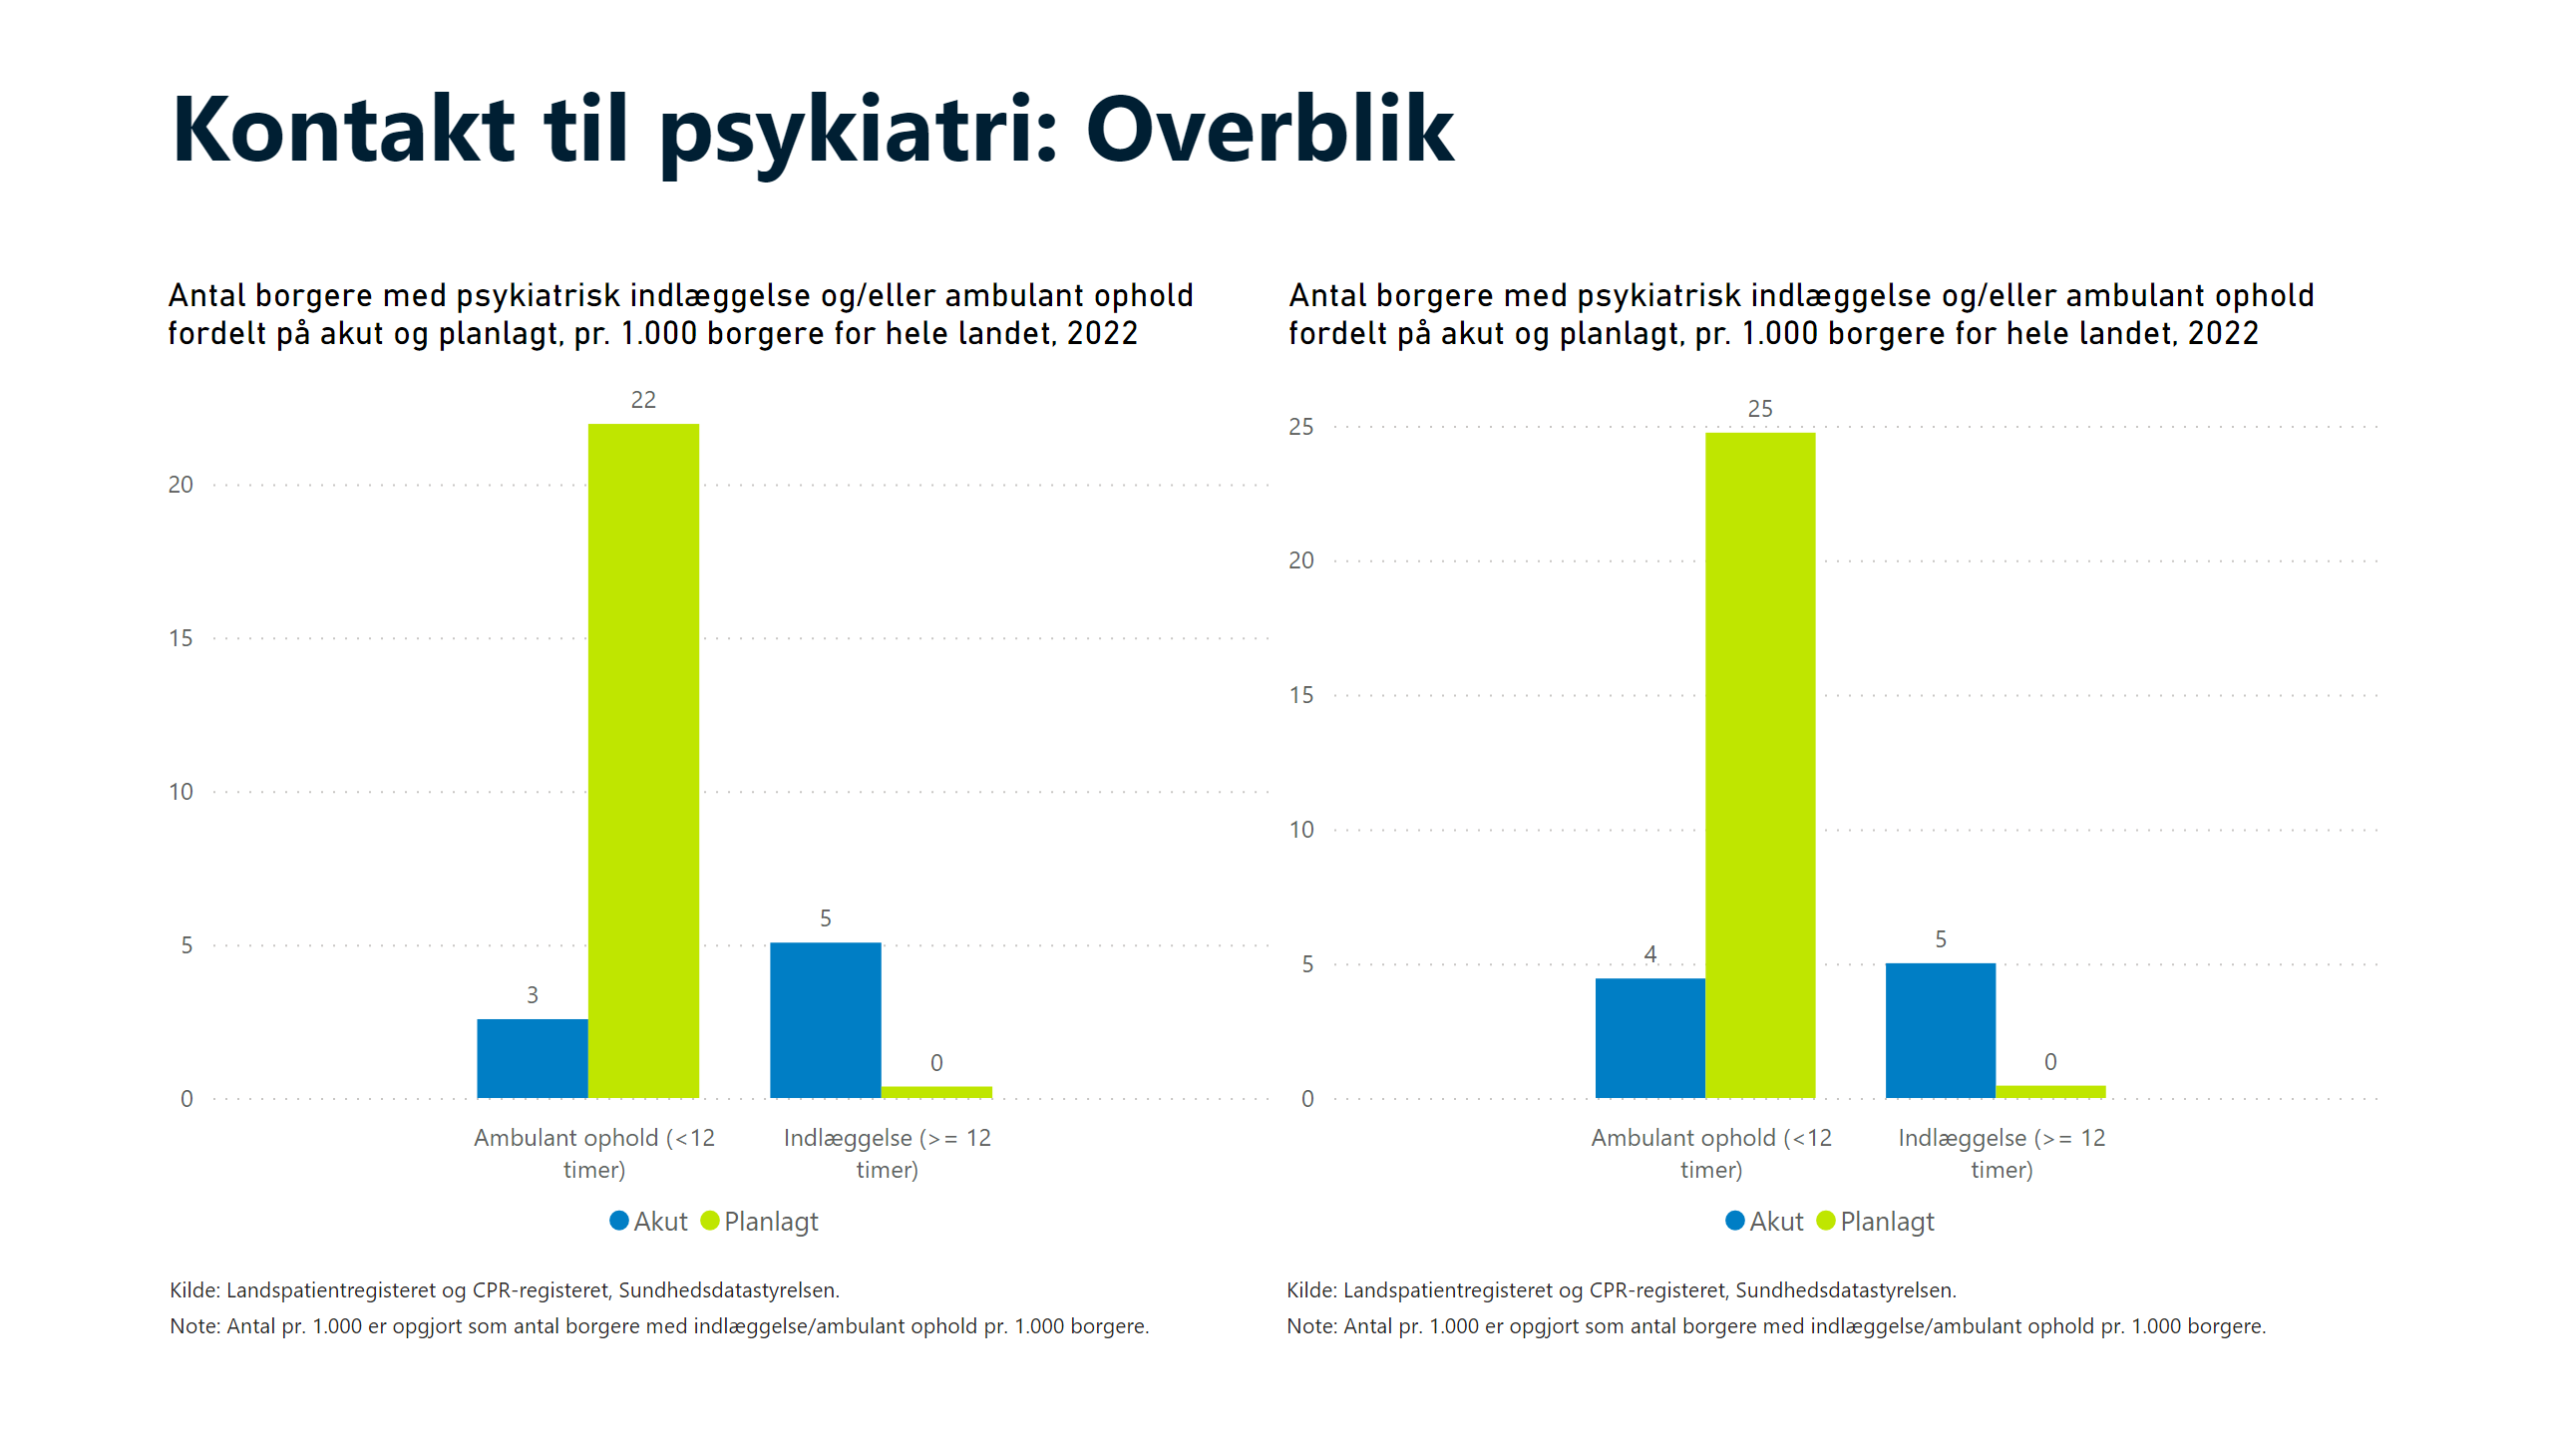 Kontakt til psykiatri: Overblik
Antal borgere med psykiatrisk indlæggelse og/eller ambulant ophold
fordelt på akut og planlagt, pr. 1.000 borgere for hele landet, 2022
22
20
15
10
5
3
5
0
0
Ambulant ophold (<12
timer)
Indlæggelse (>= 12
timer)
Akut
Planlagt
Kilde: Landspatientregisteret og CPR-registeret, Sundhedsdatastyrelsen.
Note: Antal pr. 1.000 er opgjort som antal borgere med indlæggelse/ambulant ophold pr. 1.000 borgere.
Antal borgere med psykiatrisk indlæggelse og/eller ambulant ophold
fordelt på akut og planlagt, pr. 1.000 borgere for hele landet, 2022
25
25
20
15
10
5
4
5
0
0
Ambulant ophold (<12
timer)
Indlæggelse (>= 12
timer)
Akut
Planlagt
Kilde: Landspatientregisteret og CPR-registeret, Sundhedsdatastyrelsen.
Note: Antal pr. 1.000 er opgjort som antal borgere med indlæggelse/ambulant ophold pr. 1.000 borgere.